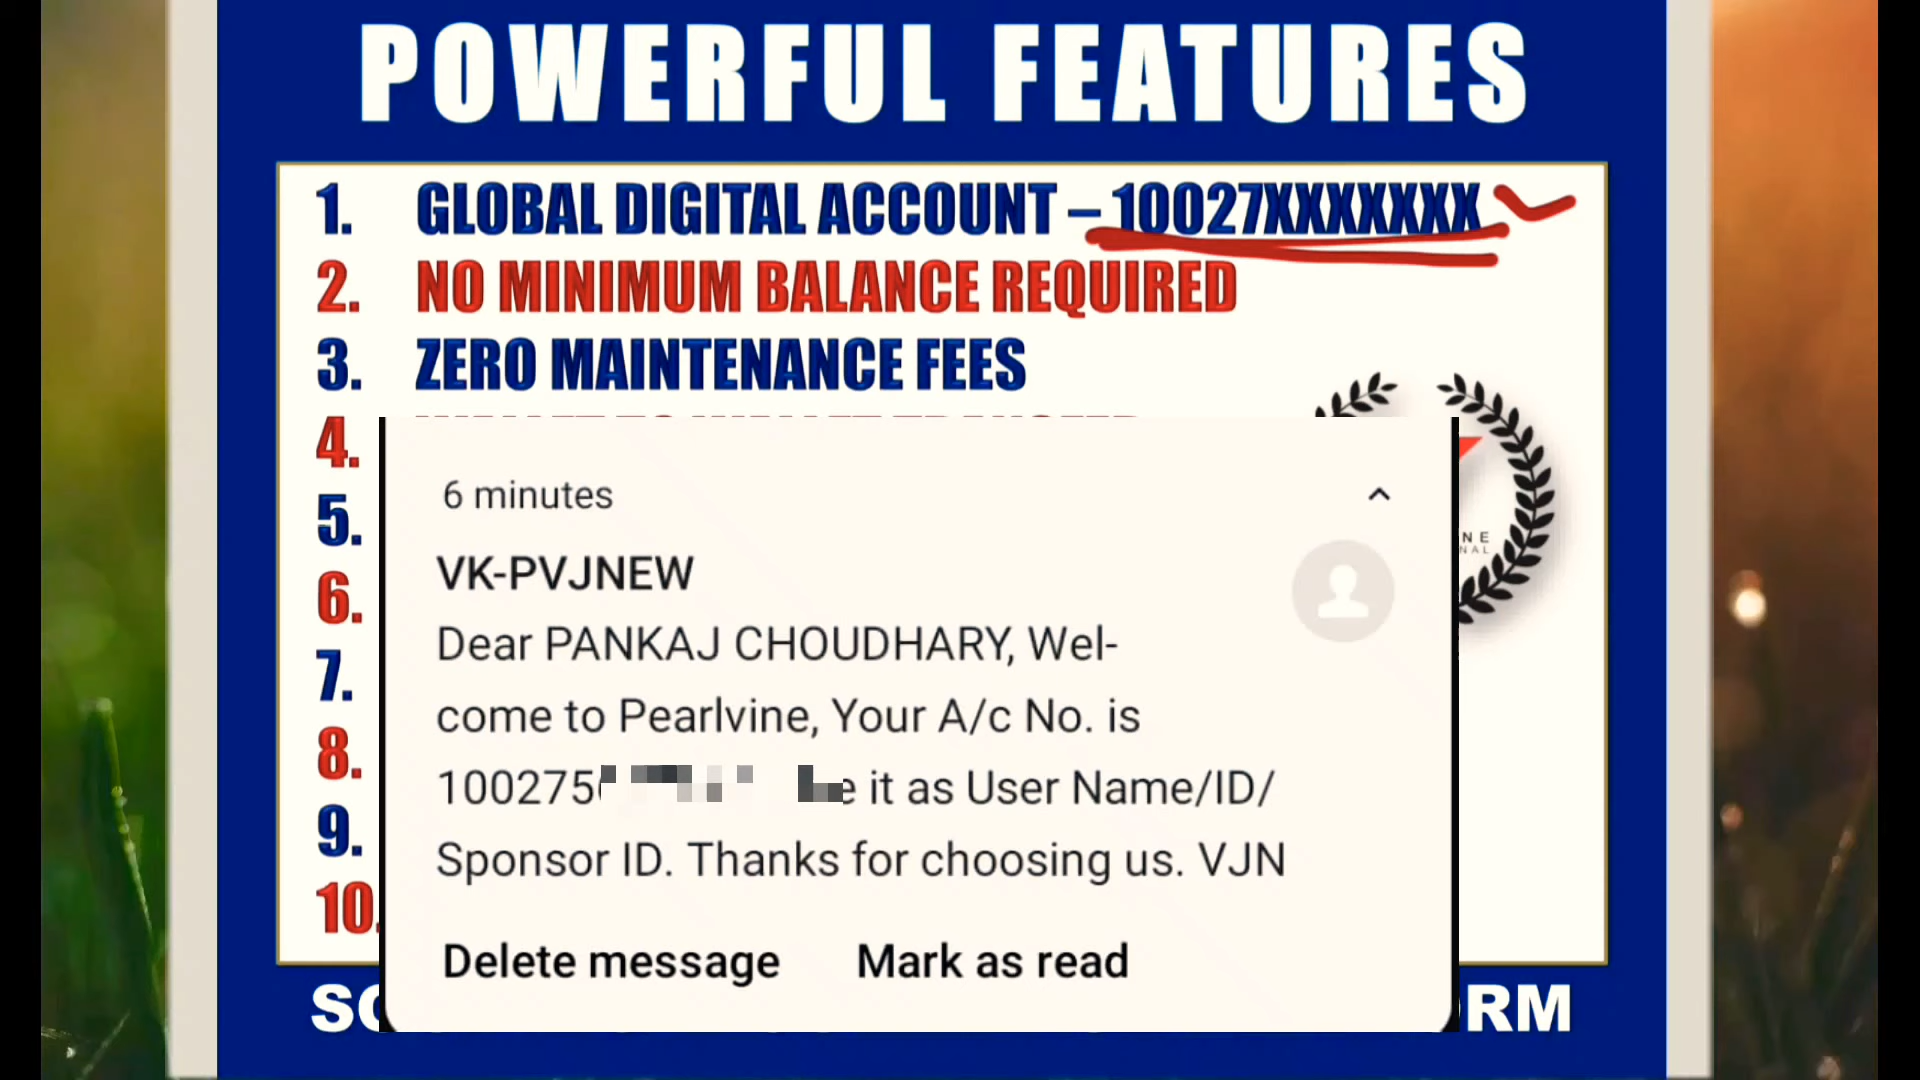 POWERFUL FEATURES
1. GLOBAL DIGITAL ACCOUNT – 10027XXXXXXX
2. NO MINIMUM BALANCE REQUIRED
3. ZERO MAINTENANCE FEES
4.
5.
6.
7.
8.
9.
10.
6 minutes
VK-PVJNEW
Dear PANKAJ CHOUDHARY, Wel-
come to Pearlvine, Your A/c No. is
100275 it as User Name/ID/
Sponsor ID. Thanks for choosing us. VJN
Delete message Mark as read